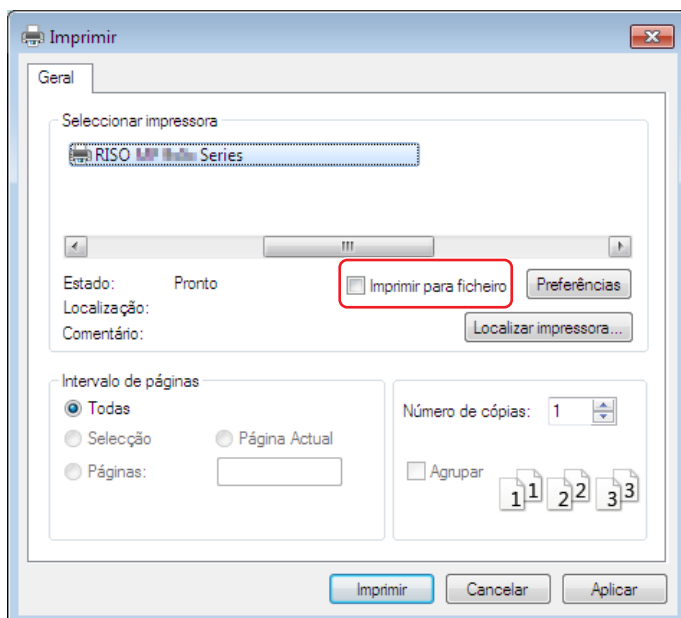 Imprimir
Geral
Seleccionar impressora
RISO Series
Estado: Pronto
Imprimir para ficheiro
Preferências
Localização:
Comentário:
Localizar impressora...
Intervalo de páginas
Todas
Selecção
Página Actual
Páginas:
Número de cópias: 1
Agrupar
1 1 2 2 3 3
Imprimir
Cancelar
Aplicar